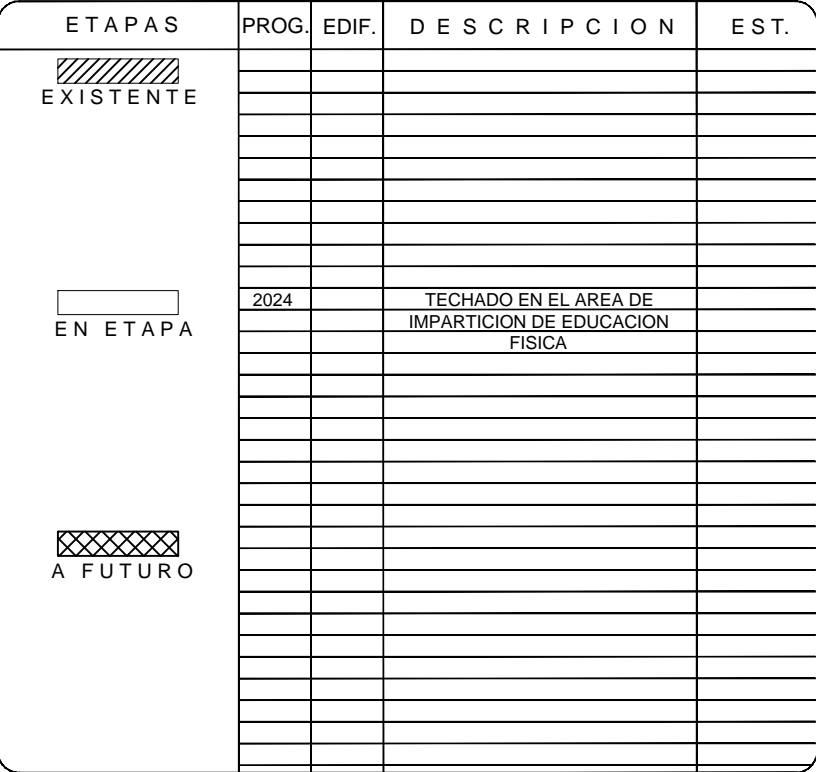 ETAPAS PROG. EDIF. DESCRIPCION EST.
EXISTENTE
2024 TECHADO EN EL AREA DE
EN ETAPA IMPARTICION DE EDUCACION
FISICA
A FUTURO